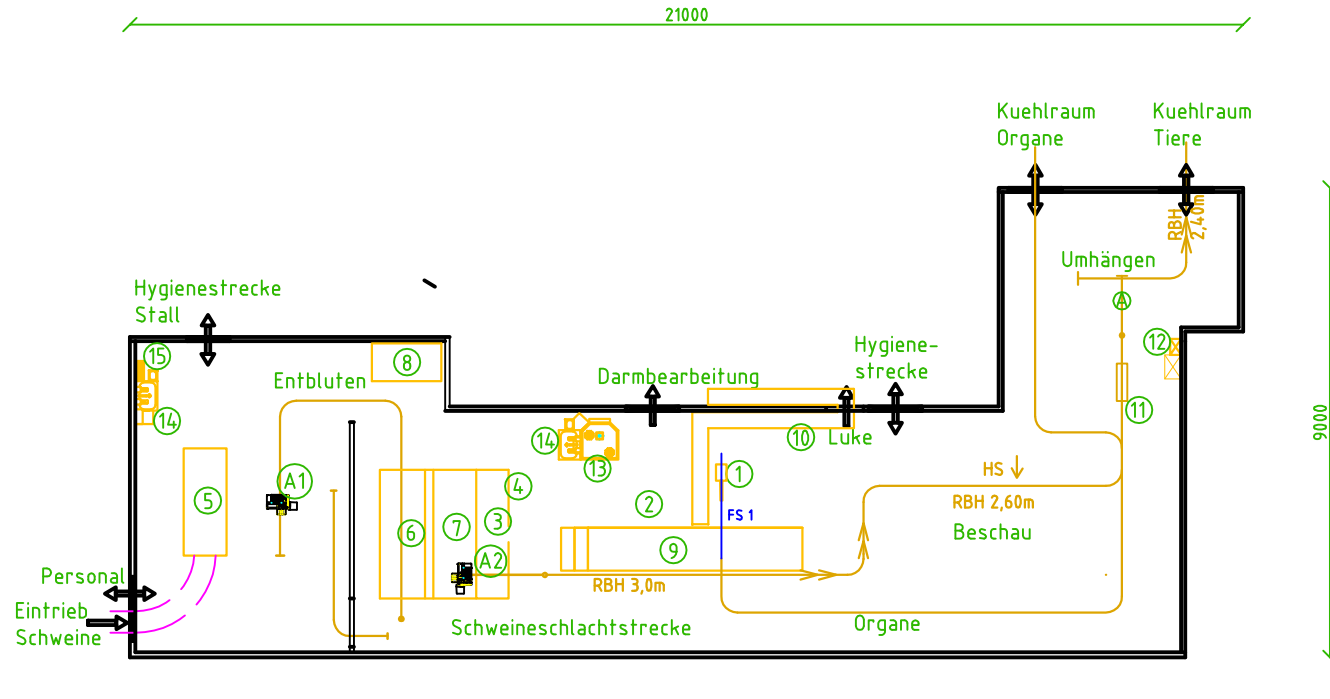 21000
Kuehlraum
Organe
Kuehlraum
Tiere
RBH
2,40m
Umhängen
A
Hygienestrecke
Stall
15
8
Entbluten
14
Darmbearbeitung
Hygiene-
strecke
12
11
9000
10
Luke
14
13
A1
5
4
1
HS
RBH 2,60m
2
FS 1
6
7
3
Beschau
A2
9
RBH 3,0m
Personal
Eintrieb
Schweine
Schweineschlachtstrecke
Organe